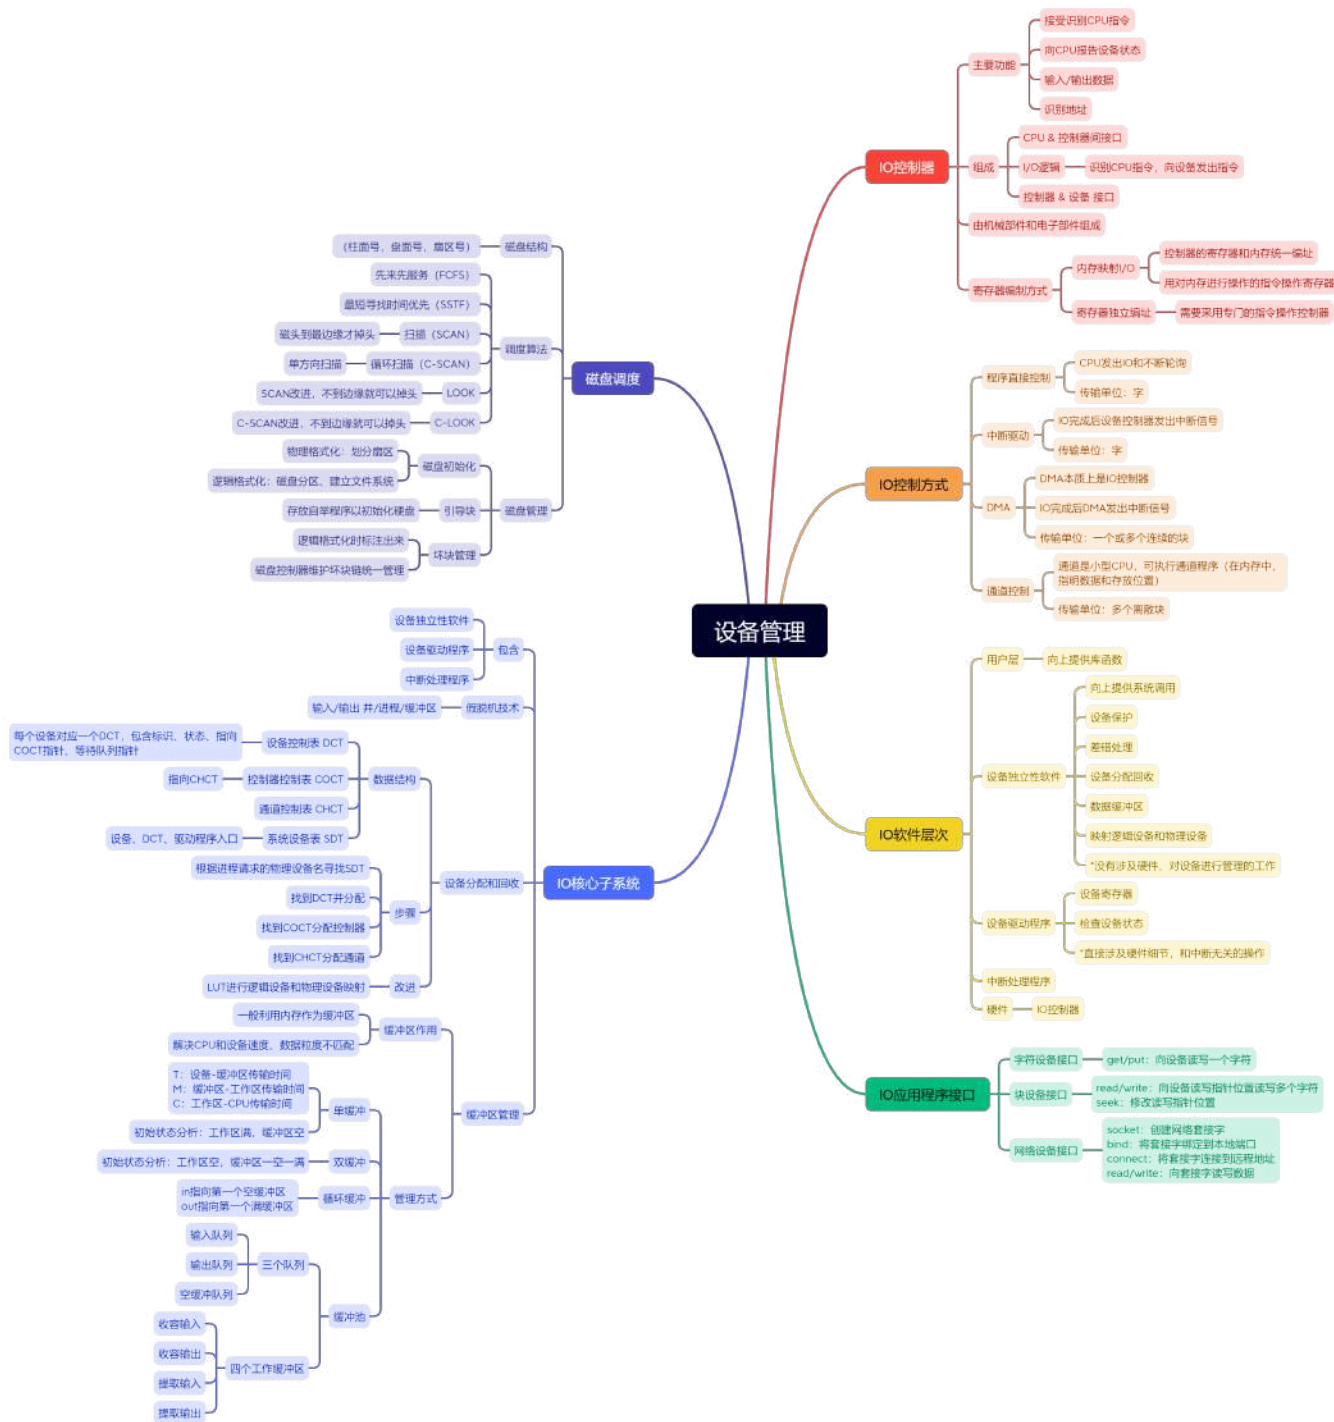 设备管理
IO控制器
主要功能
接受识别CPU指令
向CPU报告设备状态
输入/输出数据
识别地址
组成
CPU & 控制器间接口
I/O逻辑
识别CPU指令，向设备发出指令
控制器 & 设备 接口
由机械部件和电子部件组成
寄存器编制方式
内存映射I/O
控制器的寄存器和内存统一编址
用对内存进行操作的指令操作寄存器
寄存器独立编址
需要采用专门的指令操作控制器
IO控制方式
程序直接控制
CPU发出IO和不断轮询
传输单位：字
中断驱动
IO完成后设备控制器发出中断信号
传输单位：字
DMA
DMA本质上是IO控制器
IO完成后DMA发出中断信号
传输单位：一个或多个连续的块
通道控制
通道是小型CPU，可执行通道程序（在内存中，
指明数据和存放位置）
传输单位：多个离散块
IO软件层次
用户层
向上提供库函数
设备独立性软件
向上提供系统调用
设备保护
差错处理
设备分配回收
数据缓冲区
映射逻辑设备和物理设备
*没有涉及硬件、对设备进行管理的工作
设备驱动程序
设备寄存器
检查设备状态
*直接涉及硬件细节，和中断无关的操作
中断处理程序
硬件
IO控制器
IO应用程序接口
字符设备接口
get/put：向设备读写一个字符
块设备接口
read/write：向设备读写指针位置读写多个字符
seek：修改读写指针位置
网络设备接口
socket：创建网络套接字
bind：将套接字绑定到本地端口
connect：将套接字连接到远程地址
read/write：向套接字读写数据
磁盘调度
磁盘结构
（柱面号、盘面号、扇区号）
调度算法
先来先服务（FCFS）
最短寻找时间优先（SSTF）
扫描（SCAN）
磁头到最边缘才掉头
循环扫描（C-SCAN）
单方向扫描
LOOK
SCAN改进，不到边缘就可以掉头
C-LOOK
C-SCAN改进，不到边缘就可以掉头
磁盘管理
磁盘初始化
物理格式化：划分扇区
逻辑格式化：磁盘分区、建立文件系统
引导块
存放自举程序以初始化硬盘
坏块管理
逻辑格式化时标注出来
磁盘控制器维护坏块链统一管理
IO核心子系统
包含
设备独立性软件
设备驱动程序
中断处理程序
假脱机技术
输入/输出 井/进程/缓冲区
设备分配和回收
数据结构
设备控制表 DCT
每个设备对应一个DCT，包含标识、状态、指向
COCT指针、等待队列指针
控制器控制表 COCT
指向CHCT
通道控制表 CHCT
系统设备表 SDT
设备、DCT、驱动程序入口
步骤
根据进程请求的物理设备名寻找SDT
找到DCT并分配
找到COCT分配控制器
找到CHCT分配通道
改进
LUT进行逻辑设备和物理设备映射
缓冲区管理
缓冲区作用
一般利用内存作为缓冲区
解决CPU和设备速度、数据粒度不匹配
管理方式
单缓冲
T：设备-缓冲区传输时间
M：缓冲区-工作区传输时间
C：工作区-CPU传输时间
初始状态分析：工作区满，缓冲区空
双缓冲
初始状态分析：工作区空，缓冲区一空一满
循环缓冲
in指向第一个空缓冲区
out指向第一个满缓冲区
缓冲池
三个队列
输入队列
输出队列
空缓冲队列
四个工作缓冲区
收容输入
收容输出
提取输入
提取输出